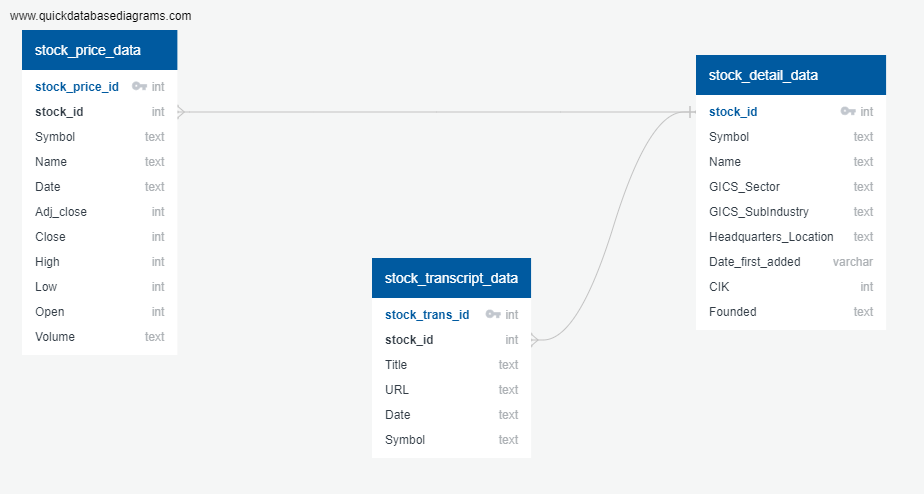 www.quickdatabasediagrams.com
stock_price_data
stock_price_id int
stock_id int
Symbol text
Name text
Date text
Adj_close int
Close int
High int
Low int
Open int
Volume text
stock_transcript_data
stock_trans_id int
stock_id int
Title text
URL text
Date text
Symbol text
stock_detail_data
stock_id int
Symbol text
Name text
GICS_Sector text
GICS_SubIndustry text
Headquarters_Location text
Date_first_added varchar
CIK int
Founded text